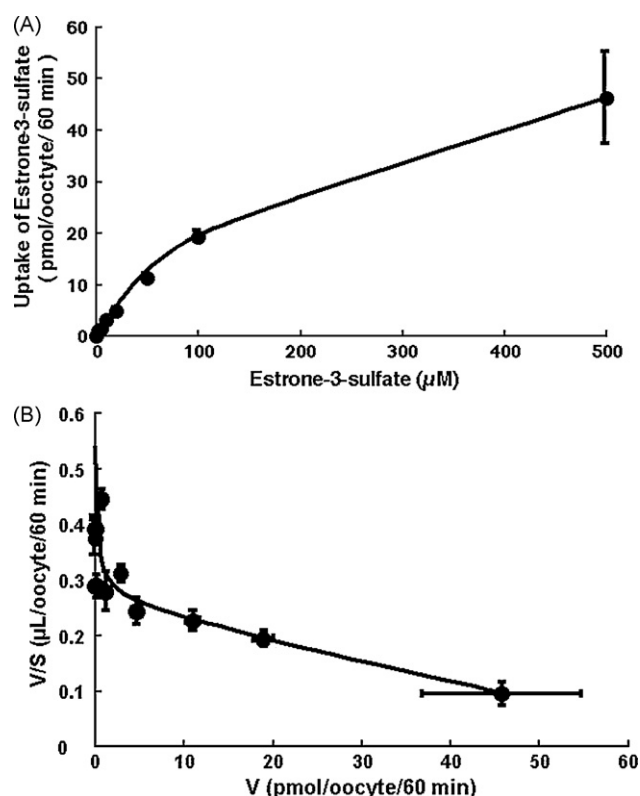 (A)
Uptake of Estrone-3-sulfate
( pmol/ooctyte/ 60 min)
60
50
40
30
20
10
0
0 100 200 300 400 500
Estrone-3-sulfate (μM)
(B)
V/S (μL/oocyte/60 min)
0.6
0.5
0.4
0.3
0.2
0.1
0
0 10 20 30 40 50 60
V (pmol/oocyte/60 min)